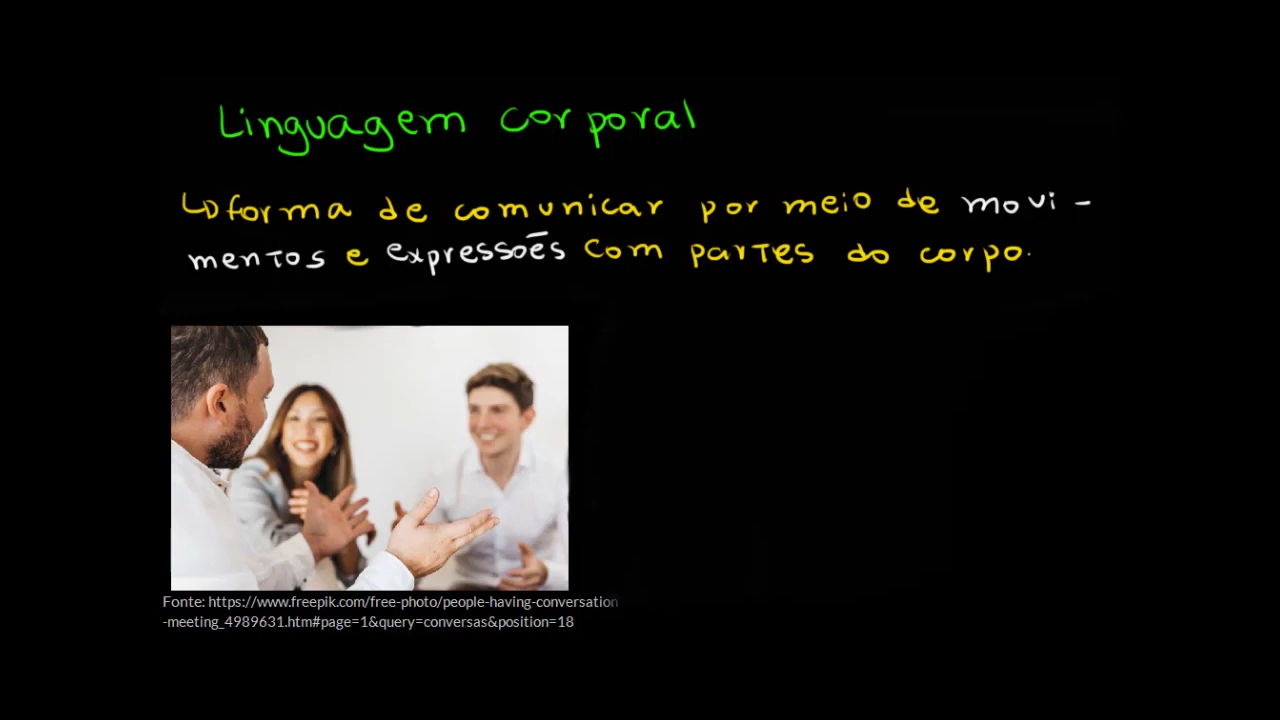 Linguagem corporal
↳ forma de comunicar por meio de movi-
mentos e expressões com partes do corpo.
Fonte: https://www.freepik.com/free-photo/people-having-conversation
-meeting_4989631.htm#page=1&query=conversas&position=18